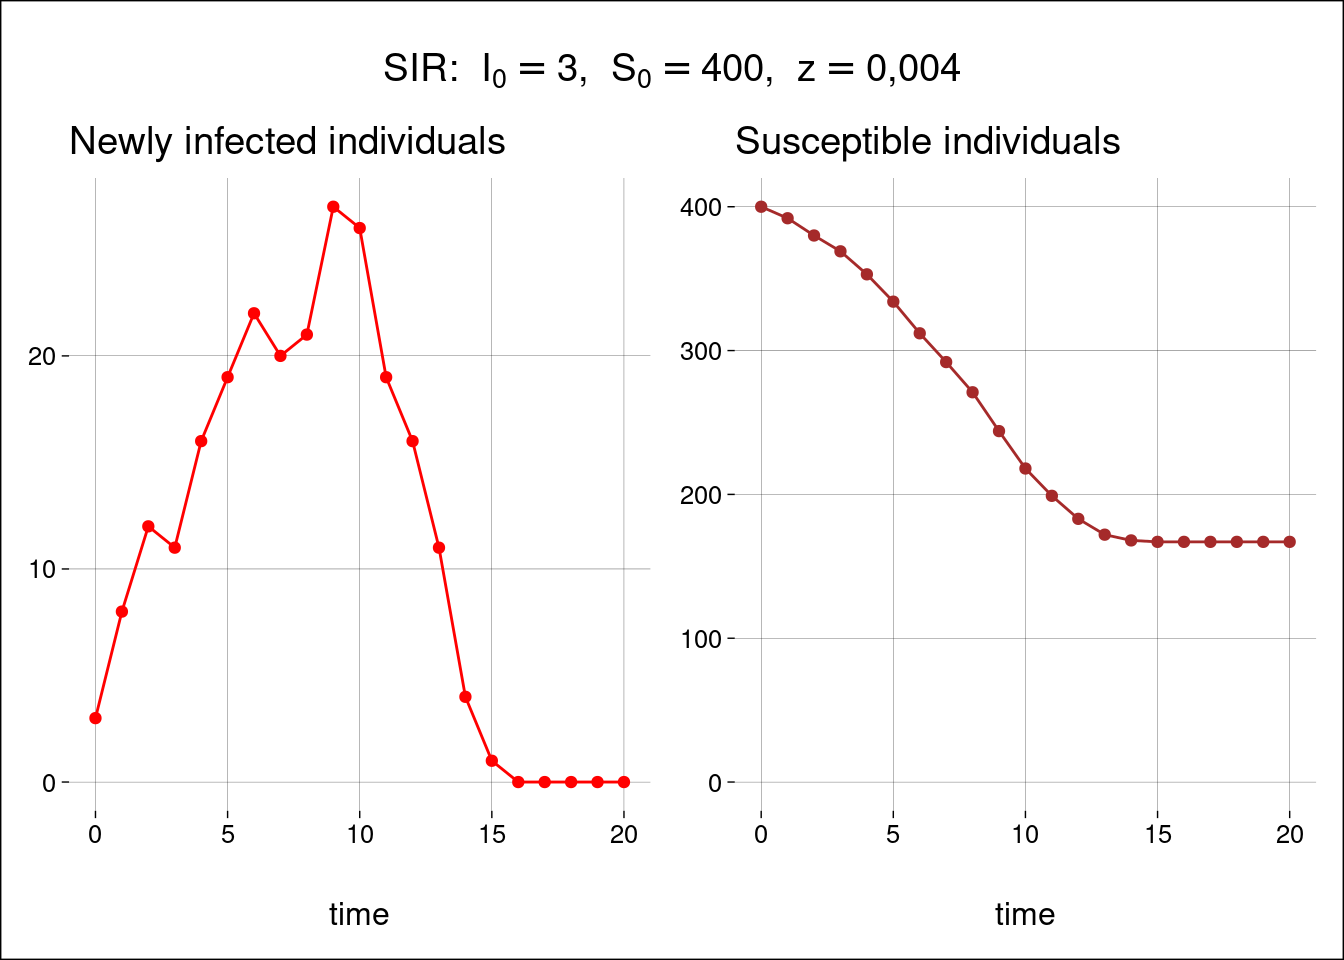 SIR:  I₀ = 3,  S₀ = 400,  z = 0,004
Newly infected individuals
20
10
0
0 5 10 15 20
time
Susceptible individuals
400
300
200
100
0
0 5 10 15 20
time